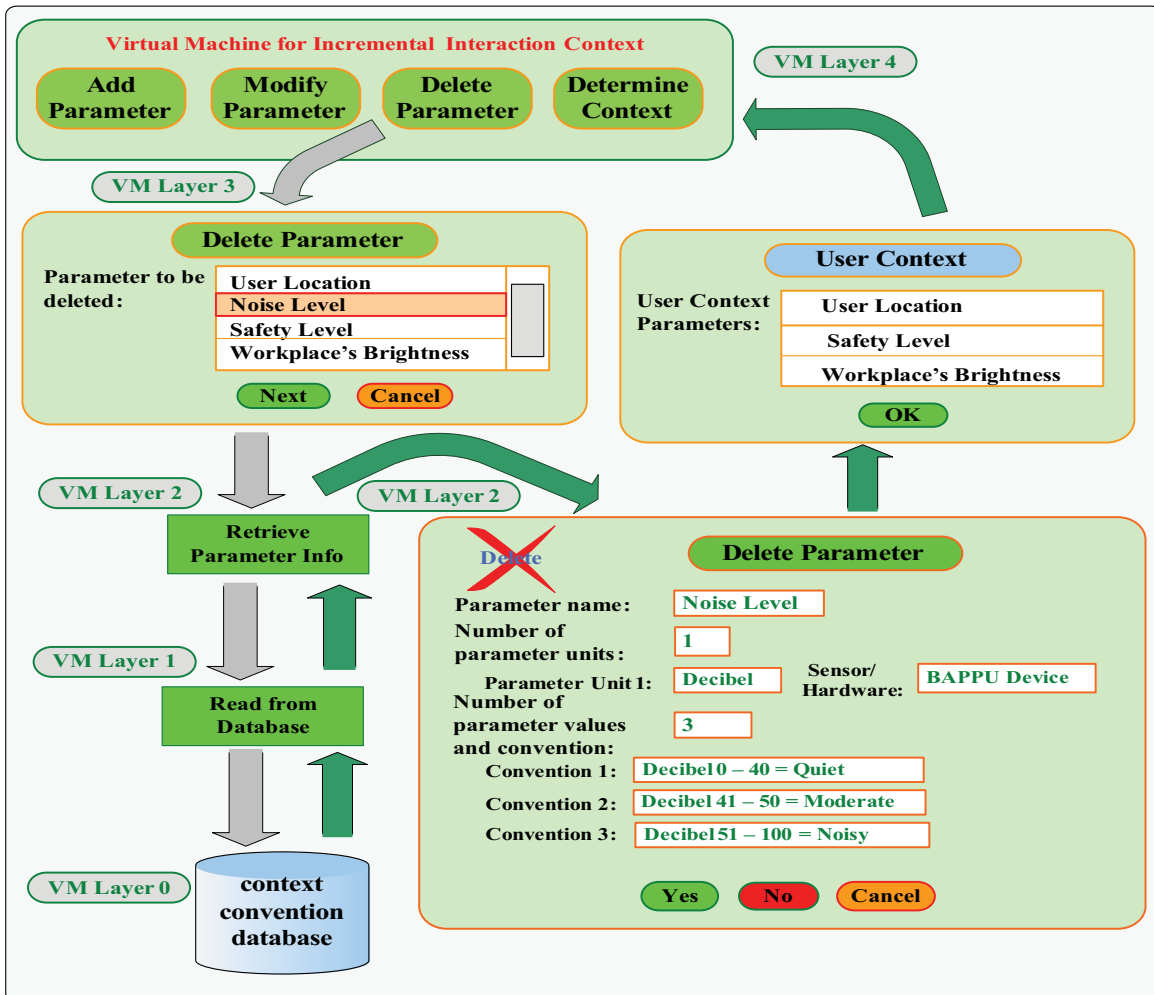 Virtual Machine for Incremental Interaction Context
VM Layer 4
Add
Parameter
Modify
Parameter
Delete
Parameter
Determine
Context
VM Layer 3
Delete Parameter
Parameter to be
deleted:
User Location
Noise Level
Safety Level
Workplace's Brightness
Next
Cancel
User Context
User Context
Parameters:
User Location
Safety Level
Workplace's Brightness
OK
VM Layer 2
VM Layer 2
Retrieve
Parameter Info
VM Layer 1
Read from
Database
VM Layer 0
context
convention
database
Delete
Delete Parameter
Parameter name:
Noise Level
Number of
parameter units:
1
Parameter Unit 1:
Decibel
Sensor/
Hardware:
BAPPU Device
Number of
parameter values
and convention:
3
Convention 1:
Decibel 0 – 40 = Quiet
Convention 2:
Decibel 41 – 50 = Moderate
Convention 3:
Decibel 51 – 100 = Noisy
Yes
No
Cancel